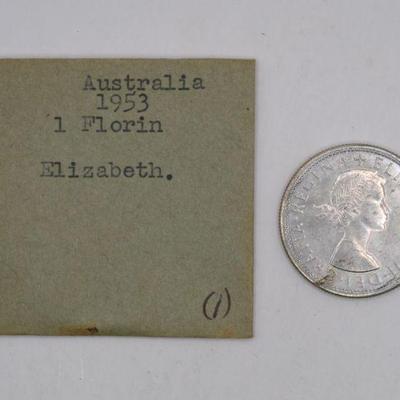 Australia
1953
1 Florin
Elizabeth.
(1)